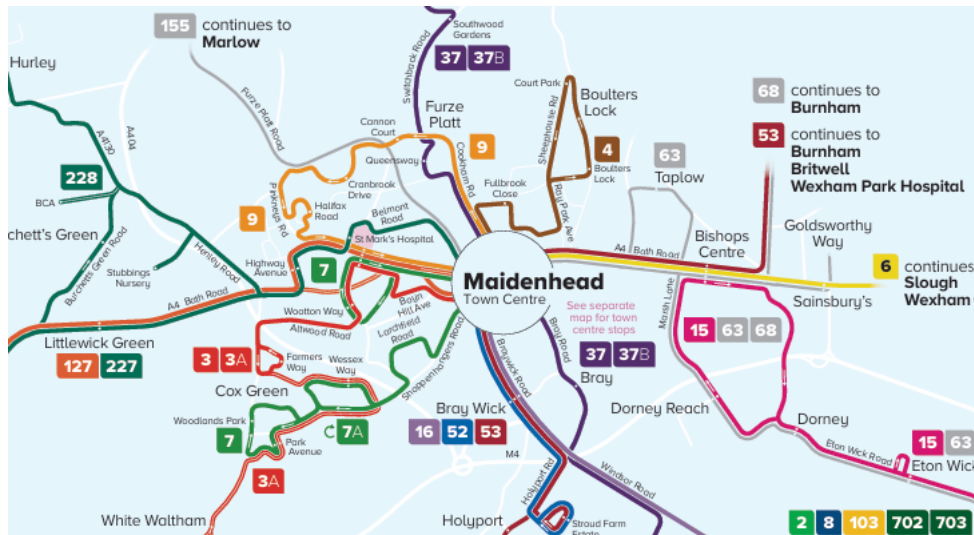 155 continues to
Marlow
Hurley
Furze Platt Road
A4130
A404
228
BCA
chett's Green
Burchetts Green Road
Stubbings
Nursery
Henley Road
A4 Bath Road
Littlewick Green
127 227
Southwood
Gardens
Switchback Road
37 37B
Furze
Platt
Cannon
Court
Queensway
9
Cookham Rd
Cranbrook
Drive
Pinkneys Rd
9
Halifax
Road
Belmont
Road
St Mark's Hospital
Highway
Avenue
7
Court Park
Boulters
Lock
Sheephouse Rd
4
Boulters
Lock
Fullbrook
Close
Ray Park Ave
63
Taplow
68 continues to
Burnham
53 continues to
Burnham
Britwell
Wexham Park Hospital
Goldsworthy
Way
A4 Bath Road
Bishops
Centre
6 continues
Slough
Wexham
Sainsbury's
Maidenhead
Town Centre
See separate
map for town
centre stops
Wootton Way
Altwood Road
Boyn
Hill Ave
Larchfield
Road
Shoppenhangers Road
3 3A
Farmers
Way
Wessex
Way
Cox Green
Woodlands Park
7
Park
Avenue
7A
3A
White Waltham
Marsh Lane
15 63 68
Bray Road
37 37B
Bray
Braywick Road
Bray Wick
16 52 53
M4
Dorney Reach
Dorney
Eton Wick Road
15 63
Eton Wick
Windsor Road
Holyport Rd
Holyport
Stroud Farm
Estate
2 8 103 702 703